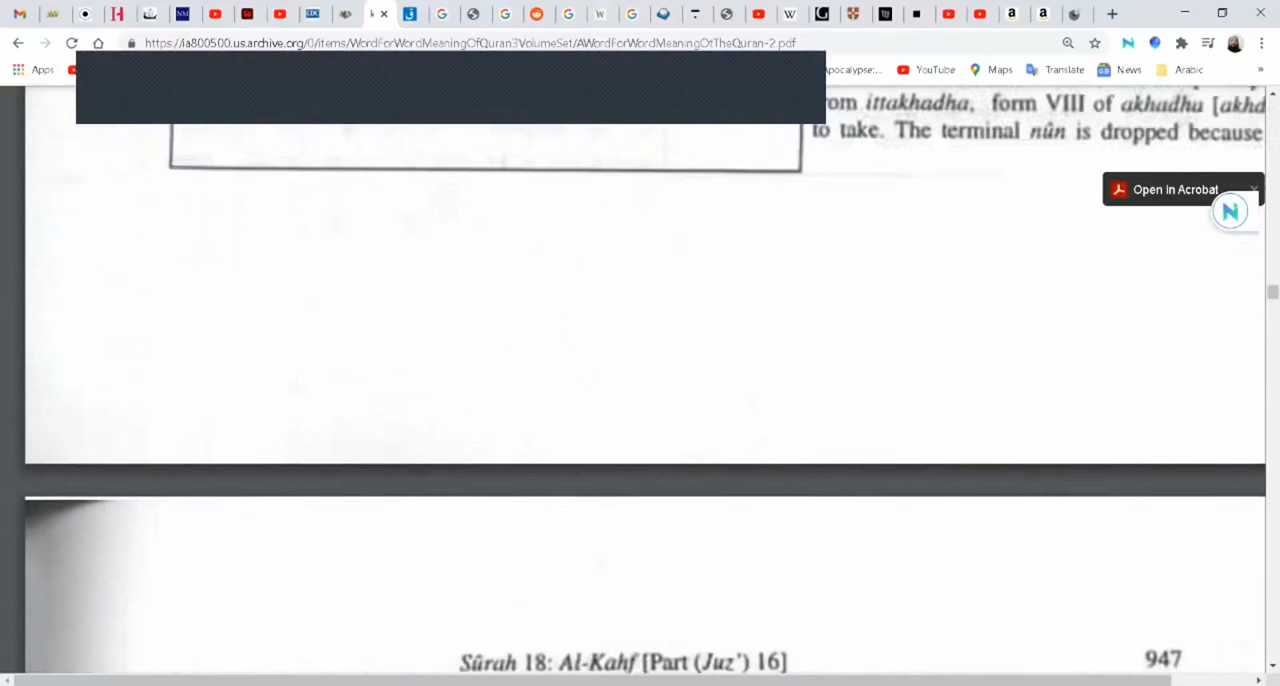 https://ia800500.us.archive.org/0/items/WordForWordMeaningOfQuran3VolumeSet/AWordForWordMeaningOfTheQuran-2.pdf
Apps
Apocalypse:...
YouTube
Maps
Translate
News
Arabic
»
from ittakhadha, form VIII of akhadha [akhd
to take. The terminal nûn is dropped because
Open in Acrobat
Sûrah 18: Al-Kahf [Part (Juz’) 16]
947